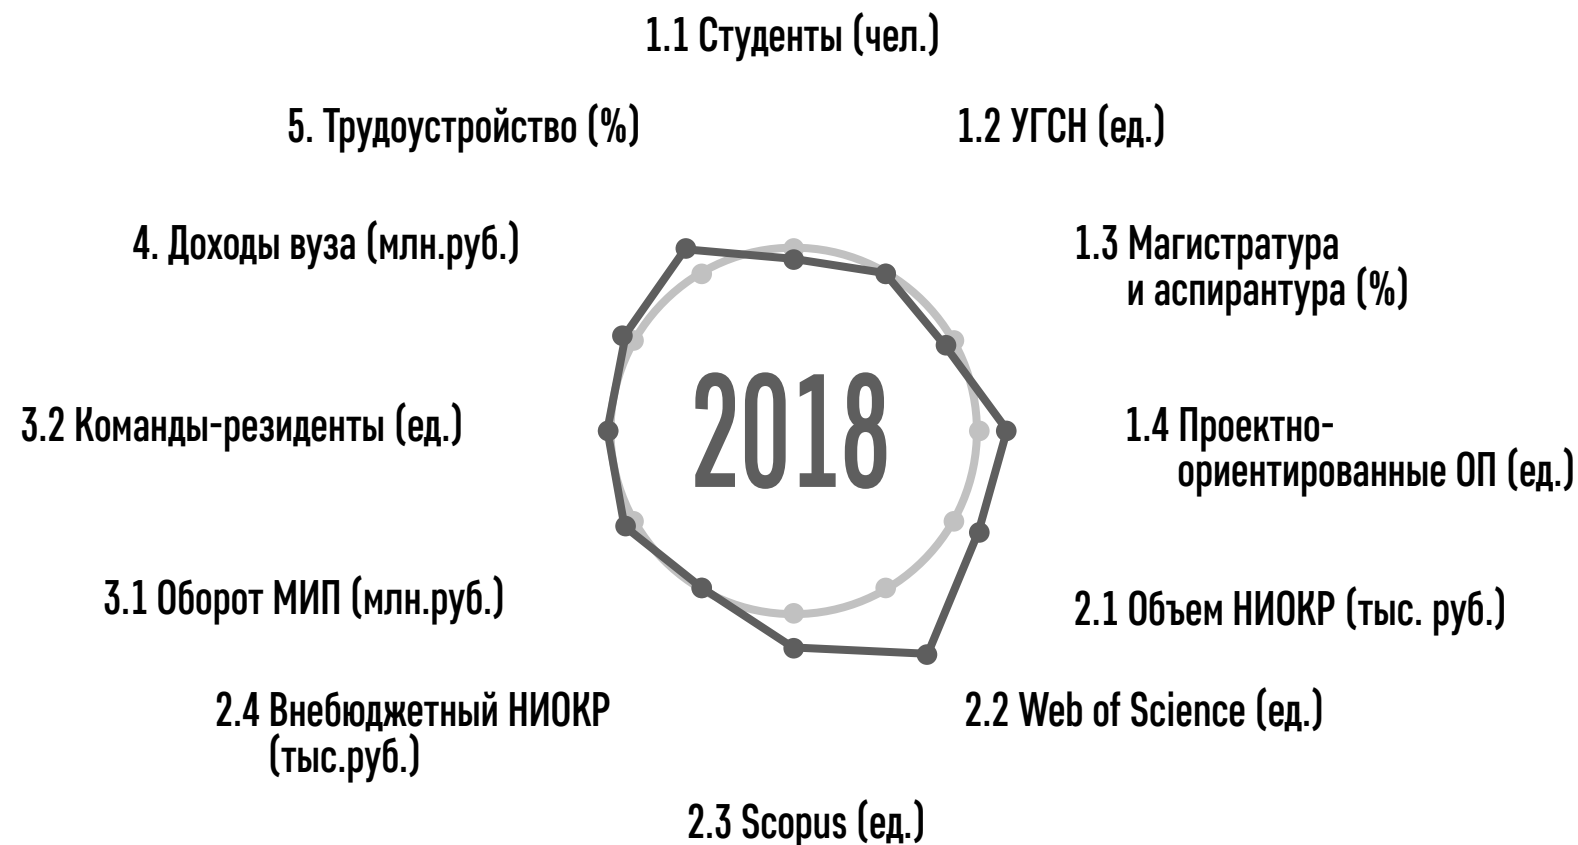 1.1 Студенты (чел.)
5. Трудоустройство (%)
1.2 УГСН (ед.)
4. Доходы вуза (млн.руб.)
1.3 Магистратура
и аспирантура (%)
2018
3.2 Команды-резиденты (ед.)
1.4 Проектно-
ориентированные ОП (ед.)
3.1 Оборот МИП (млн.руб.)
2.1 Объем НИОКР (тыс. руб.)
2.4 Внебюджетный НИОКР
(тыс.руб.)
2.2 Web of Science (ед.)
2.3 Scopus (ед.)